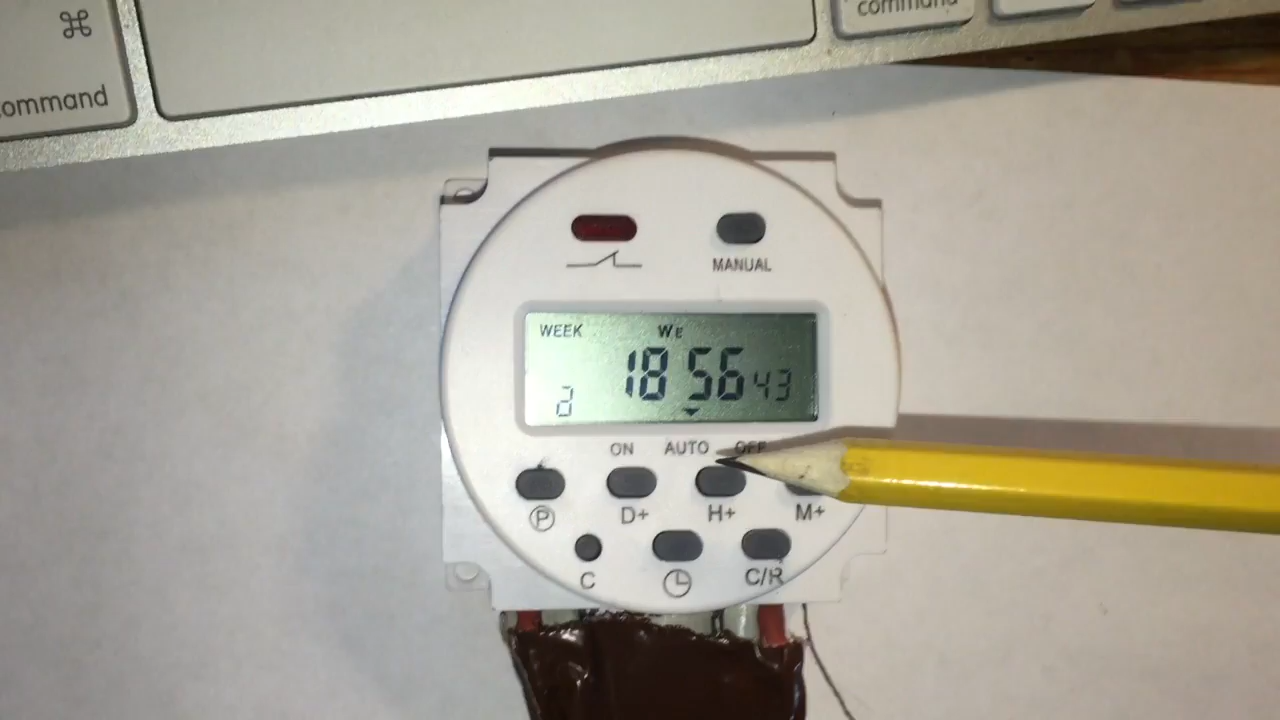 ⌘
command
command
MANUAL
WEEK WE
d 18 56 43
ON AUTO OFF
P D+ H+ M+
C C/R